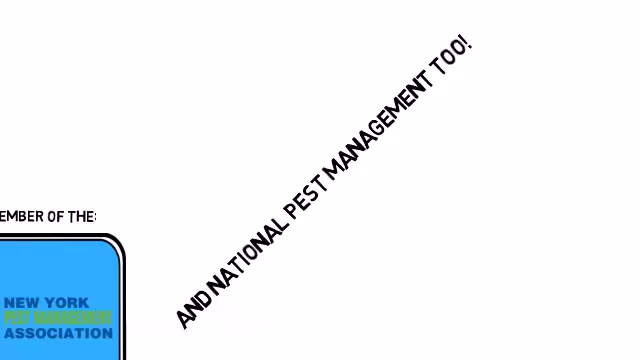 AND NATIONAL PEST MANAGEMENT TOO!
EMBER OF THE:
NEW YORK
PEST MANAGEMENT
ASSOCIATION